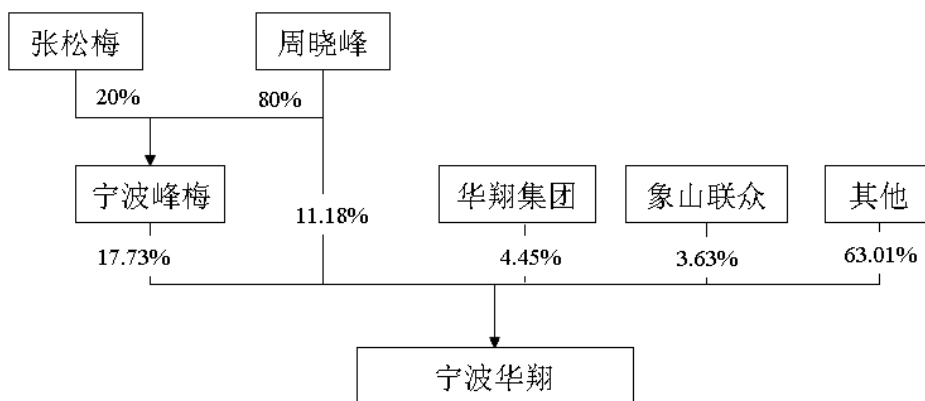 张松梅
周晓峰
20%
80%
宁波峰梅
华翔集团
象山联众
其他
11.18%
17.73%
4.45%
3.63%
63.01%
宁波华翔